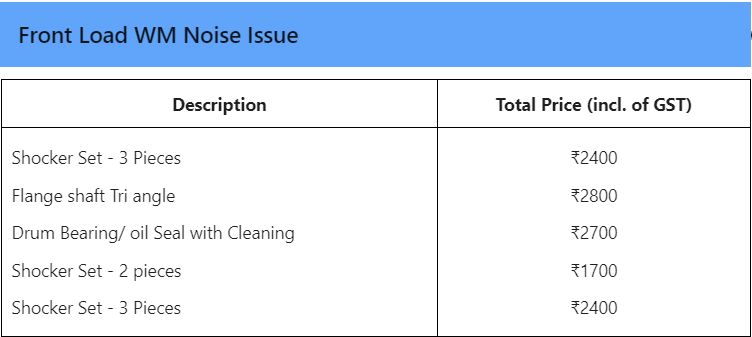 Front Load WM Noise Issue
Description Total Price (incl. of GST)
Shocker Set - 3 Pieces ₹2400
Flange shaft Tri angle ₹2800
Drum Bearing/ oil Seal with Cleaning ₹2700
Shocker Set - 2 pieces ₹1700
Shocker Set - 3 Pieces ₹2400